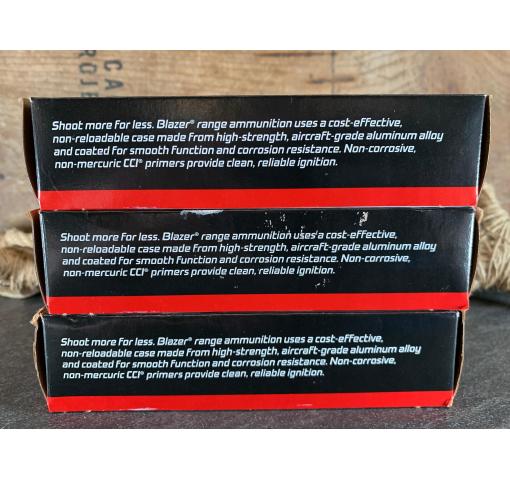 CA
Shoot more for less. Blazer® range ammunition uses a cost-effective,
non-reloadable case made from high-strength, aircraft-grade aluminum alloy
and coated for smooth function and corrosion resistance. Non-corrosive,
non-mercuric CCI® primers provide clean, reliable ignition.
Shoot more for less. Blazer® range ammunition uses a cost-effective,
non-reloadable case made from high-strength, aircraft-grade aluminum alloy
and coated for smooth function and corrosion resistance. Non-corrosive,
non-mercuric CCI® primers provide clean, reliable ignition.
Shoot more for less. Blazer® range ammunition uses a cost-effective,
non-reloadable case made from high-strength, aircraft-grade aluminum alloy
and coated for smooth function and corrosion resistance. Non-corrosive,
non-mercuric CCI® primers provide clean, reliable ignition.